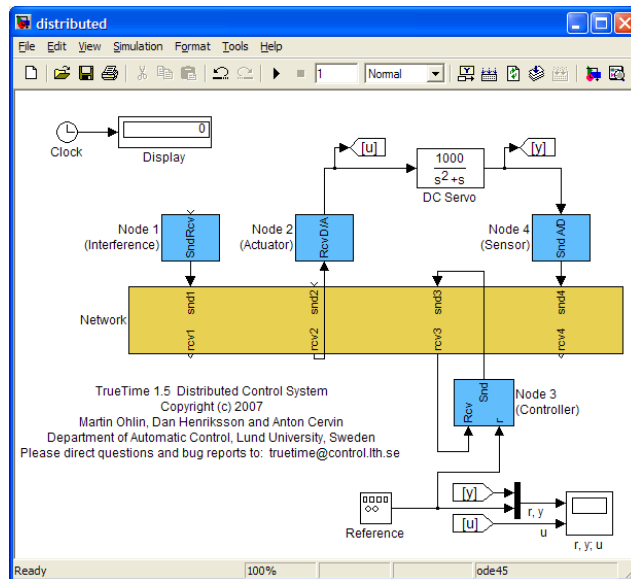 distributed
File Edit View Simulation Format Tools Help
1 Normal
0
Clock
Display
[u]
1000
s²+s
DC Servo
[y]
Node 1
(Interference)
SndRcv
Node 2
(Actuator)
RcvD/A
Node 4
(Sensor)
Snd A/D
Network
snd1
snd2
snd3
snd4
rcv1
rcv2
rcv3
rcv4
TrueTime 1.5 Distributed Control System
Copyright (c) 2007
Martin Ohlin, Dan Henriksson and Anton Cervin
Department of Automatic Control, Lund University, Sweden
Please direct questions and bug reports to: truetime@control.lth.se
Rcv
Snd
r
Node 3
(Controller)
Reference
[y]
[u]
r, y
u
r, y; u
Ready 100% ode45